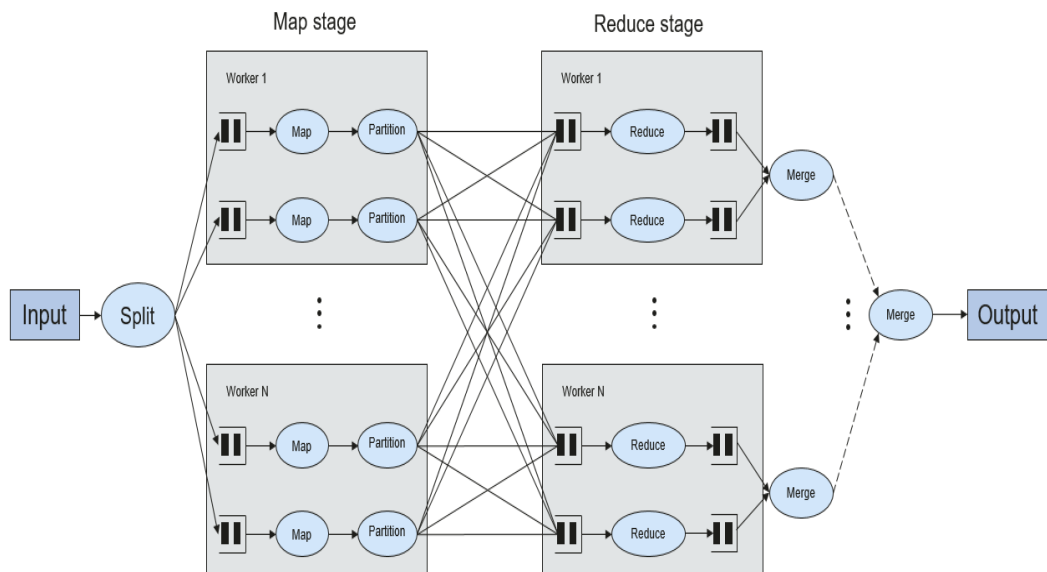 Map stage
Reduce stage
Worker 1
Worker 1
Map
Partition
Reduce
Merge
Map
Partition
Reduce
Input
Split
Merge
Output
Worker N
Worker N
Map
Partition
Reduce
Merge
Map
Partition
Reduce